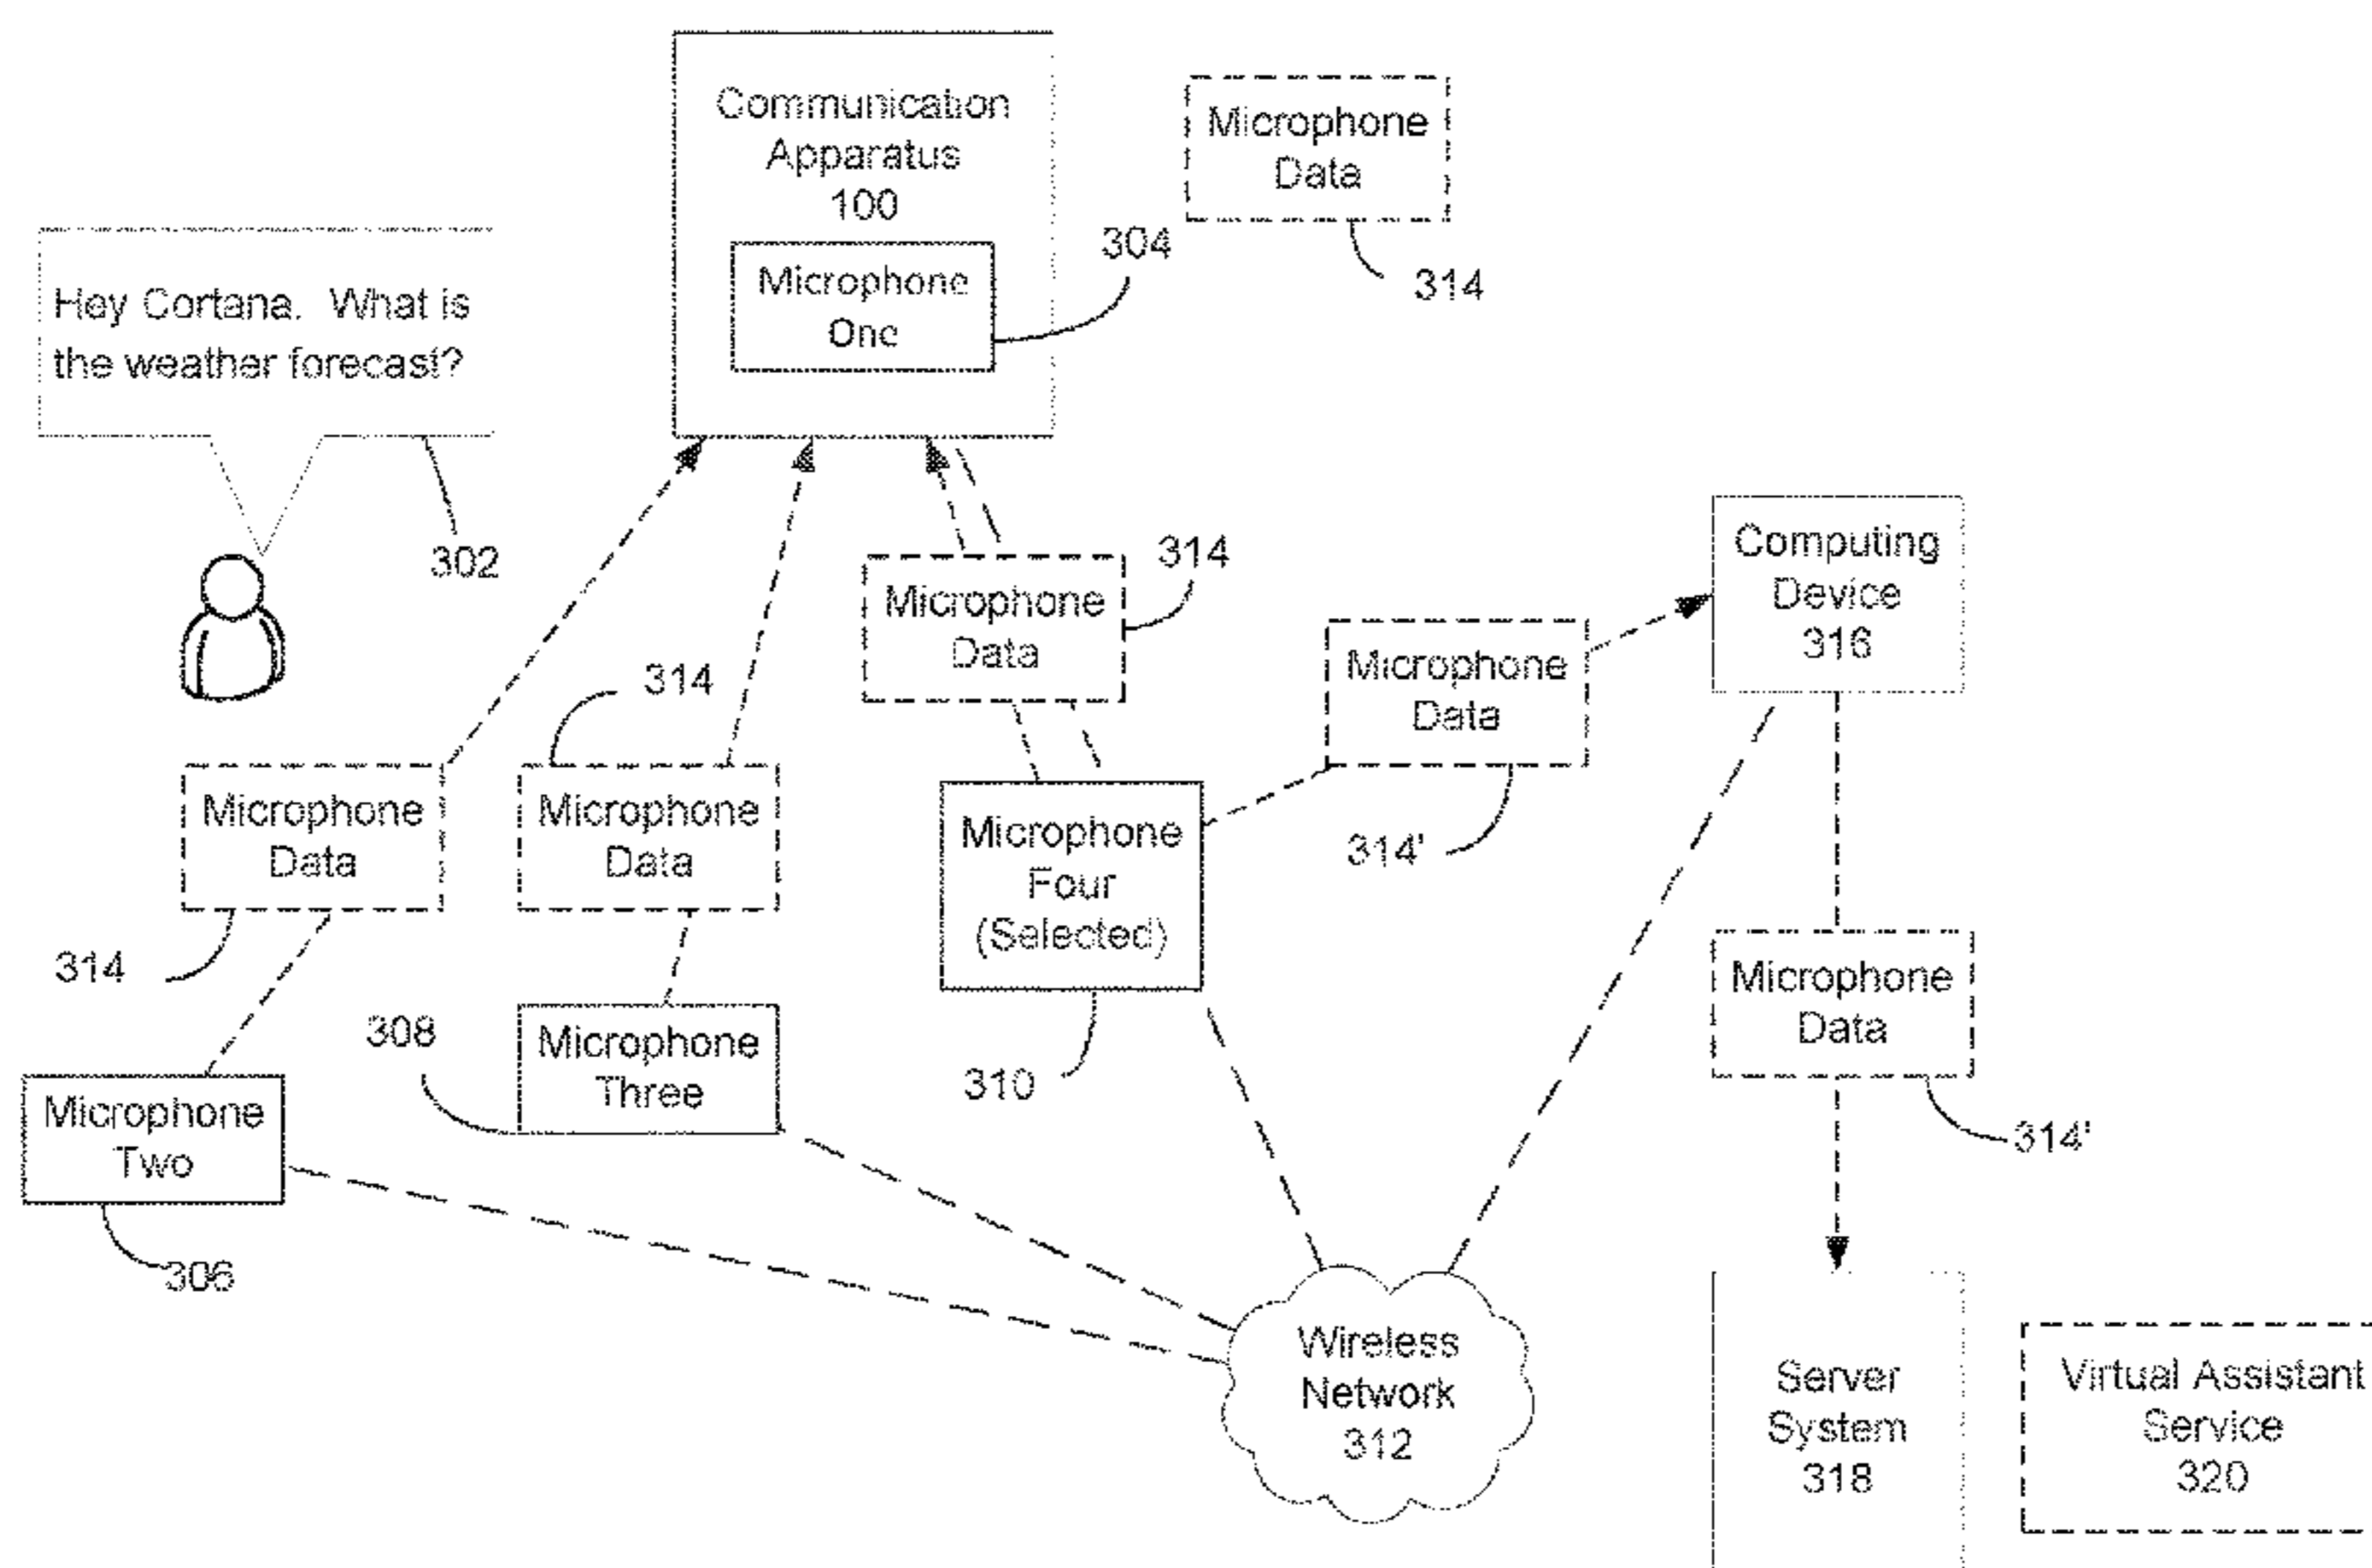 Communication
Apparatus
100
Microphone
One
304
Microphone
Data
314
Hey Cortana. What is
the weather forecast?
302
Microphone
Data
314
Computing
Device
316
Microphone
Data
314'
314
Microphone
Data
314
Microphone
Data
Microphone
Four
(Selected)
310
Microphone
Data
314'
308
Microphone
Three
Microphone
Two
306
Wireless
Network
312
Server
System
318
Virtual Assistant
Service
320